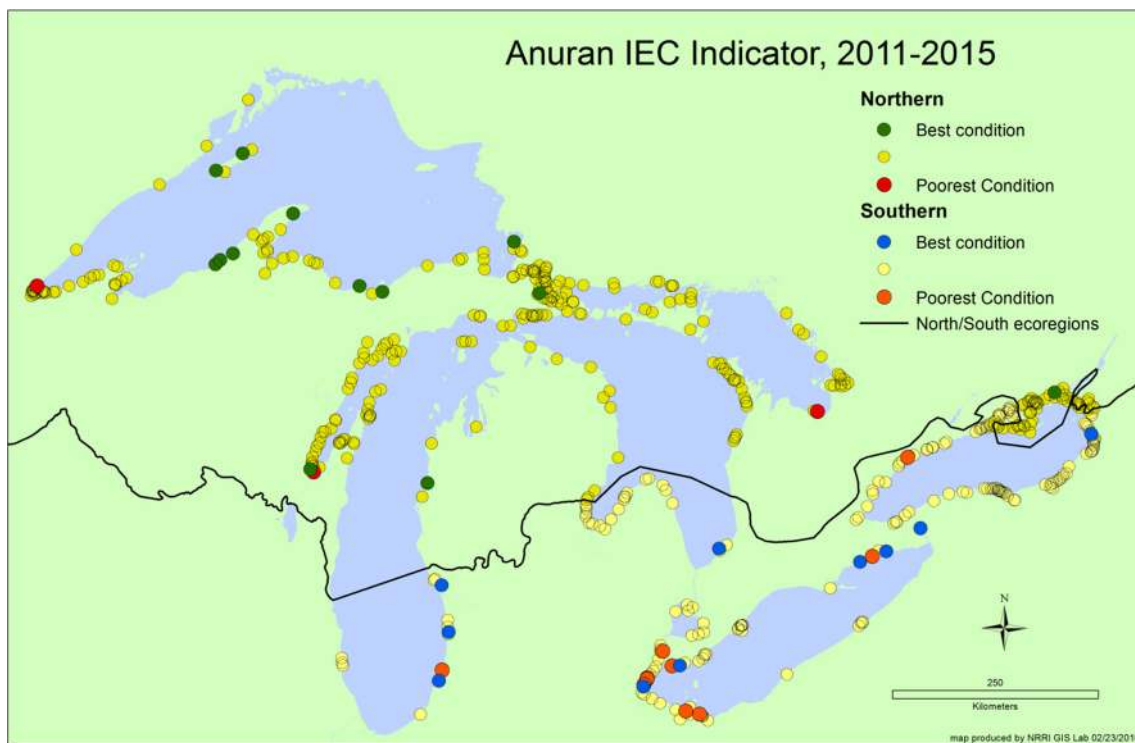 Anuran IEC Indicator, 2011-2015
Northern
Best condition
Poorest Condition
Southern
Best condition
Poorest Condition
North/South ecoregions
N
250
Kilometers
map produced by NRRI GIS Lab 02/23/201